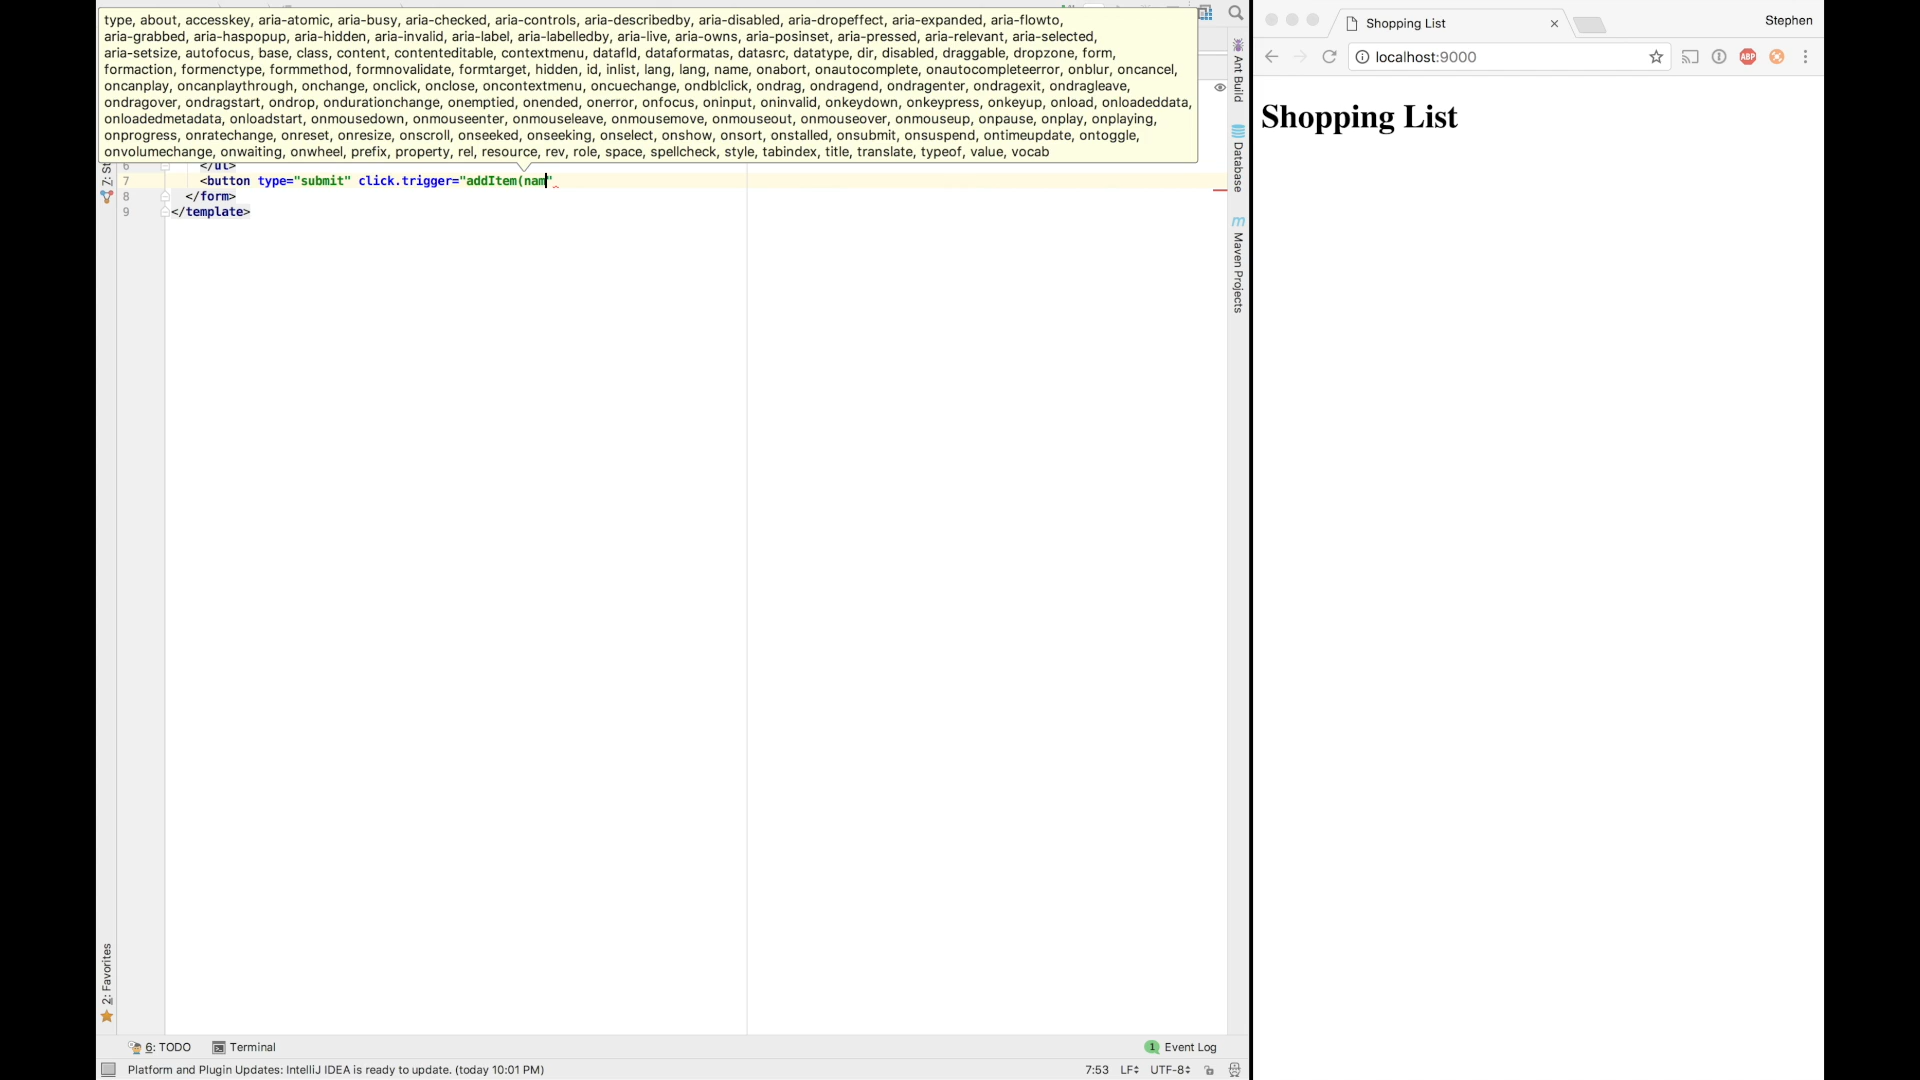 type, about, accesskey, aria-atomic, aria-busy, aria-checked, aria-controls, aria-describedby, aria-disabled, aria-dropeffect, aria-expanded, aria-flowto,
aria-grabbed, aria-haspopup, aria-hidden, aria-invalid, aria-label, aria-labelledby, aria-live, aria-owns, aria-posinset, aria-pressed, aria-relevant, aria-selected,
aria-setsize, autofocus, base, class, content, contenteditable, contextmenu, datafld, dataformatas, datasrc, datatype, dir, disabled, draggable, dropzone, form,
formaction, formenctype, formmethod, formnovalidate, formtarget, hidden, id, inlist, lang, lang, name, onabort, onautocomplete, onautocompleteerror, onblur, oncancel,
oncanplay, oncanplaythrough, onchange, onclick, onclose, oncontextmenu, oncuechange, ondblclick, ondrag, ondragend, ondragenter, ondragexit, ondragleave,
ondragover, ondragstart, ondrop, ondurationchange, onemptied, onended, onerror, onfocus, oninput, oninvalid, onkeydown, onkeypress, onkeyup, onload, onloadeddata,
onloadedmetadata, onloadstart, onmousedown, onmouseenter, onmouseleave, onmousemove, onmouseout, onmouseover, onmouseup, onpause, onplay, onplaying,
onprogress, onratechange, onreset, onresize, onscroll, onseeked, onseeking, onselect, onshow, onsort, onstalled, onsubmit, onsuspend, ontimeupdate, ontoggle,
onvolumechange, onwaiting, onwheel, prefix, property, rel, resource, rev, role, space, spellcheck, style, tabindex, title, translate, typeof, value, vocab
6 </ul>
7 <button type="submit" click.trigger="addItem(nam"
8 </form>
9 </template>
Ant Build
Database
m Maven Projects
2: Favorites
6: TODO Terminal
1 Event Log
Platform and Plugin Updates: IntelliJ IDEA is ready to update. (today 10:01 PM)
7:53 LF UTF-8
Shopping List
Stephen
localhost:9000
ABP
Shopping List